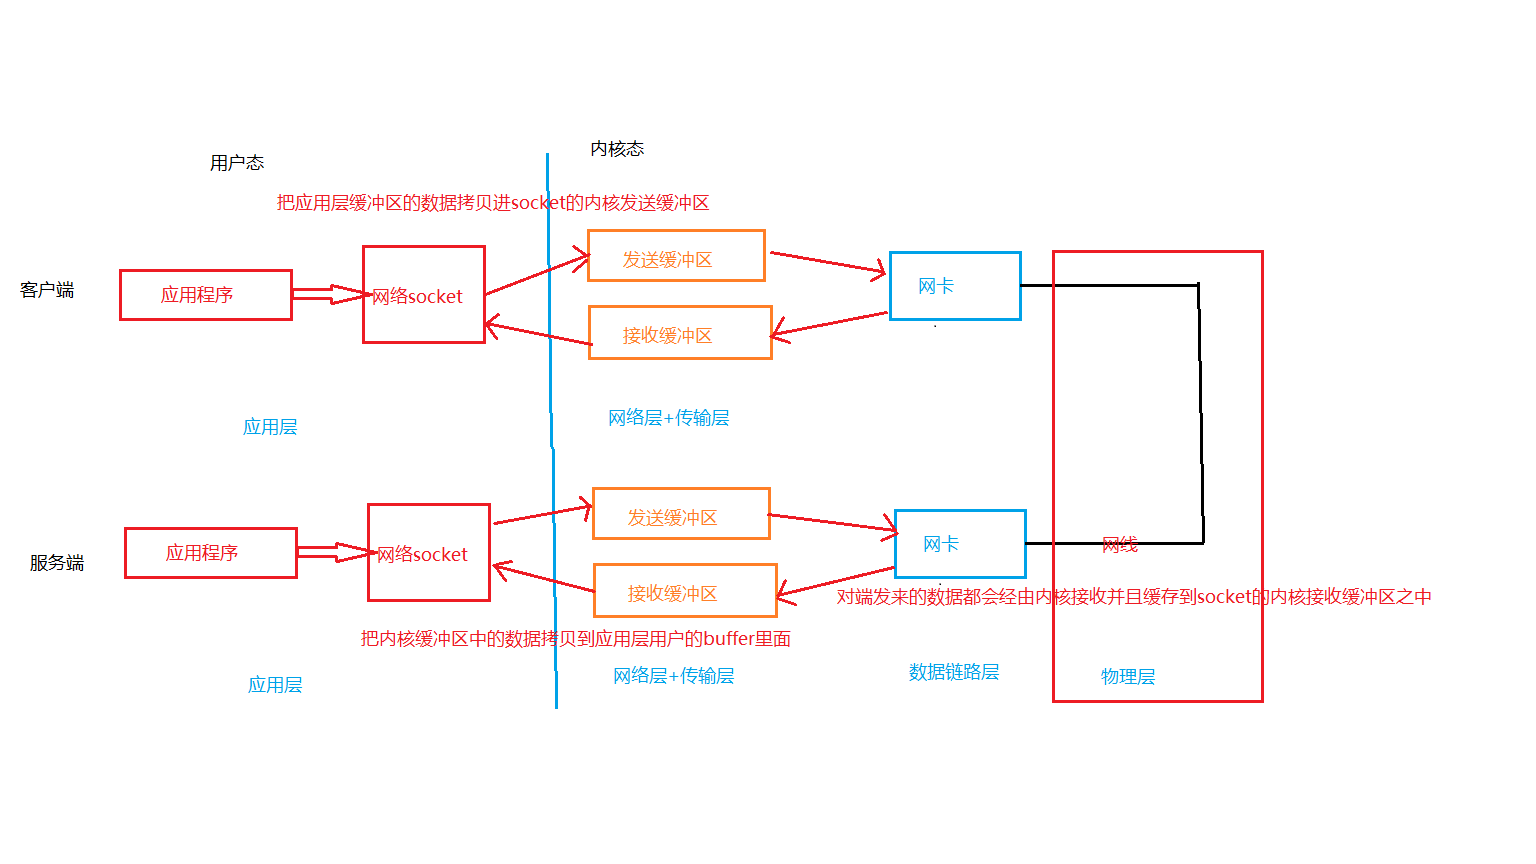 用户态
内核态
把应用层缓冲区的数据拷贝进socket的内核发送缓冲区
客户端
应用程序
网络socket
发送缓冲区
接收缓冲区
网卡
应用层
网络层+传输层
服务端
应用程序
网络socket
发送缓冲区
接收缓冲区
网卡
网线
对端发来的数据都会经由内核接收并且缓存到socket的内核接收缓冲区之中
把内核缓冲区中的数据拷贝到应用层用户的buffer里面
应用层
网络层+传输层
数据链路层
物理层